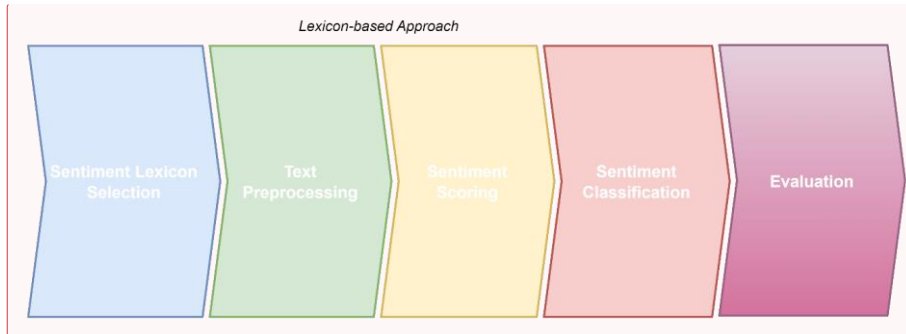 Lexicon-based Approach
Sentiment Lexicon
Selection
Text
Preprocessing
Sentiment
Scoring
Sentiment
Classification
Evaluation